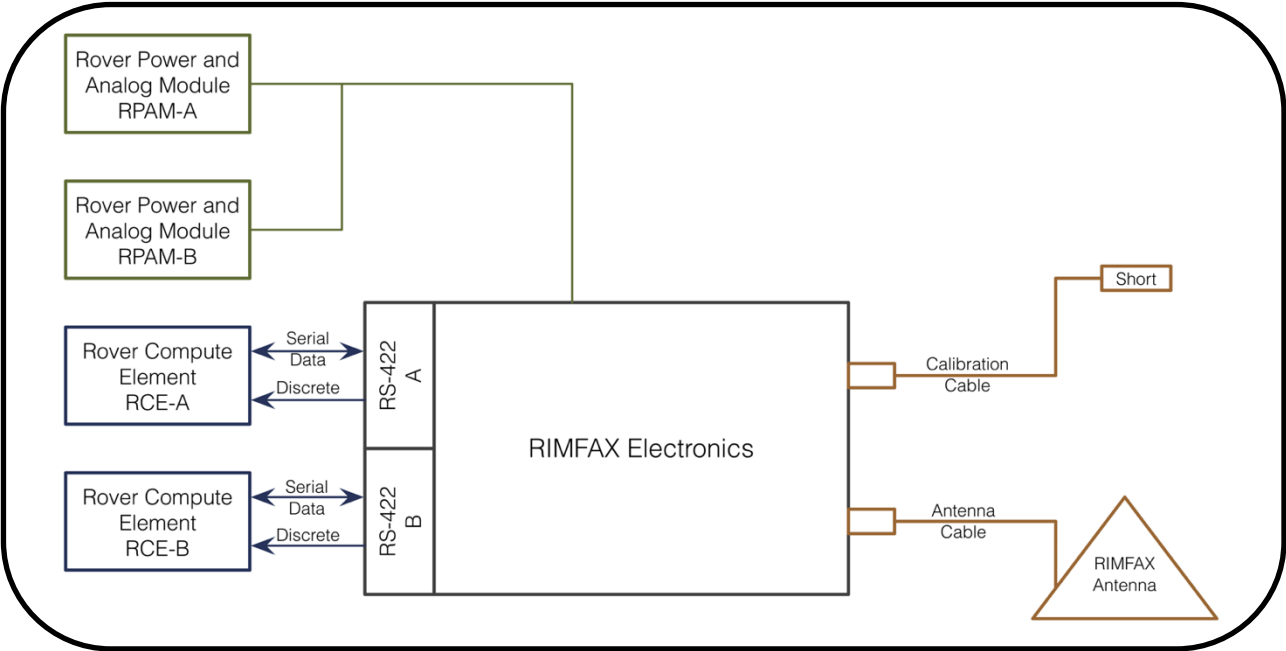 Rover Power and
Analog Module
RPAM-A
Rover Power and
Analog Module
RPAM-B
Rover Compute
Element
RCE-A
Serial
Data
Discrete
RS-422
A
Rover Compute
Element
RCE-B
Serial
Data
Discrete
RS-422
B
RIMFAX Electronics
Short
Calibration
Cable
Antenna
Cable
RIMFAX
Antenna